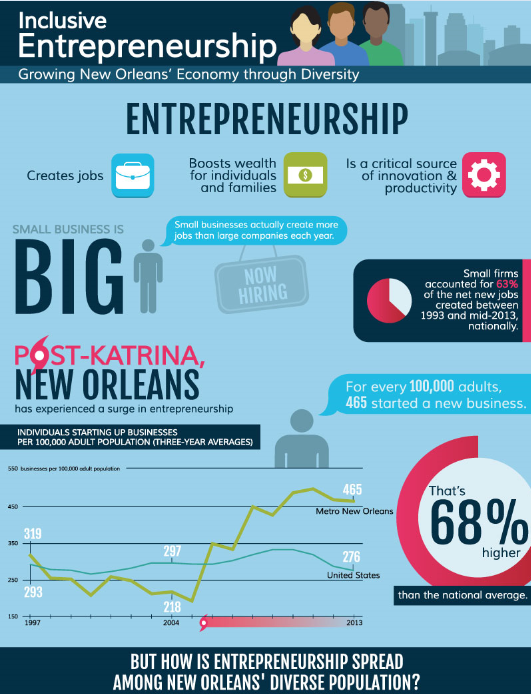 Inclusive
Entrepreneurship
Growing New Orleans' Economy through Diversity
ENTREPRENEURSHIP
Creates jobs
Boosts wealth
for individuals
and families
$
Is a critical source
of innovation &
productivity
SMALL BUSINESS IS
BIG
Small businesses actually create more
jobs than large companies each year.
NOW
HIRING
Small firms
accounted for 63%
of the net new jobs
created between
1993 and mid-2013,
nationally.
POST-KATRINA,
NEW ORLEANS
has experienced a surge in entrepreneurship
For every 100,000 adults,
465 started a new business.
INDIVIDUALS STARTING UP BUSINESSES
PER 100,000 ADULT POPULATION (THREE-YEAR AVERAGES)
550 businesses per 100,000 adult population
450
350
250
150
319
293
297
218
465
Metro New Orleans
276
United States
1997
2004
2013
That's
68%
higher
than the national average.
BUT HOW IS ENTREPRENEURSHIP SPREAD
AMONG NEW ORLEANS' DIVERSE POPULATION?